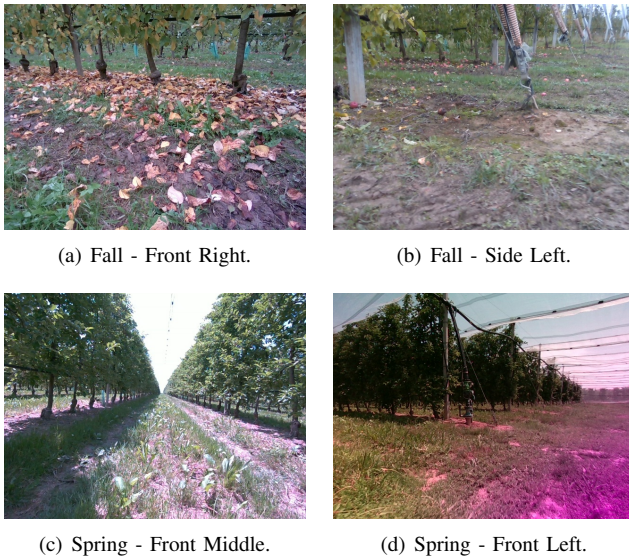 (a) Fall - Front Right.
(b) Fall - Side Left.
(c) Spring - Front Middle.
(d) Spring - Front Left.